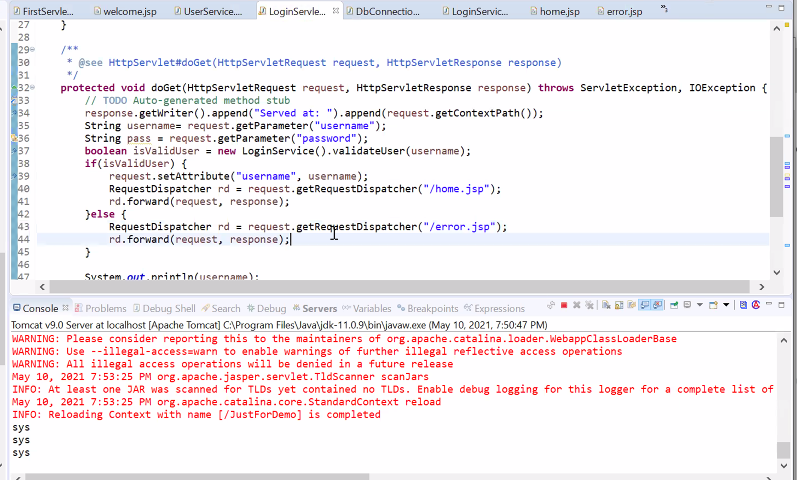 FirstServle... welcome.jsp UserService.... LoginServle... DbConnectio... LoginServic... home.jsp error.jsp
27 }
28
29 /**
30 * @see HttpServlet#doGet(HttpServletRequest request, HttpServletResponse response)
31 */
32 protected void doGet(HttpServletRequest request, HttpServletResponse response) throws ServletException, IOException {
33 // TODO Auto-generated method stub
34 response.getWriter().append("Served at: ").append(request.getContextPath());
35 String username= request.getParameter("username");
36 String pass = request.getParameter("password");
37 boolean isValidUser = new LoginService().validateUser(username);
38 if(isValidUser) {
39 request.setAttribute("username", username);
40 RequestDispatcher rd = request.getRequestDispatcher("/home.jsp");
41 rd.forward(request, response);
42 }else {
43 RequestDispatcher rd = request.getRequestDispatcher("/error.jsp");
44 rd.forward(request, response);
45 }
46
47 System.out.println(username);
Console Problems Debug Shell Search Debug Servers Variables Breakpoints Expressions
Tomcat v9.0 Server at localhost [Apache Tomcat] C:\Program Files\Java\jdk-11.0.9\bin\javaw.exe (May 10, 2021, 7:50:47 PM)
WARNING: Please consider reporting this to the maintainers of org.apache.catalina.loader.WebappClassLoaderBase
WARNING: Use --illegal-access=warn to enable warnings of further illegal reflective access operations
WARNING: All illegal access operations will be denied in a future release
May 10, 2021 7:53:25 PM org.apache.jasper.servlet.TldScanner scanJars
INFO: At least one JAR was scanned for TLDs yet contained no TLDs. Enable debug logging for this logger for a complete list of
May 10, 2021 7:53:25 PM org.apache.catalina.core.StandardContext reload
INFO: Reloading Context with name [/JustForDemo] is completed
sys
sys
sys